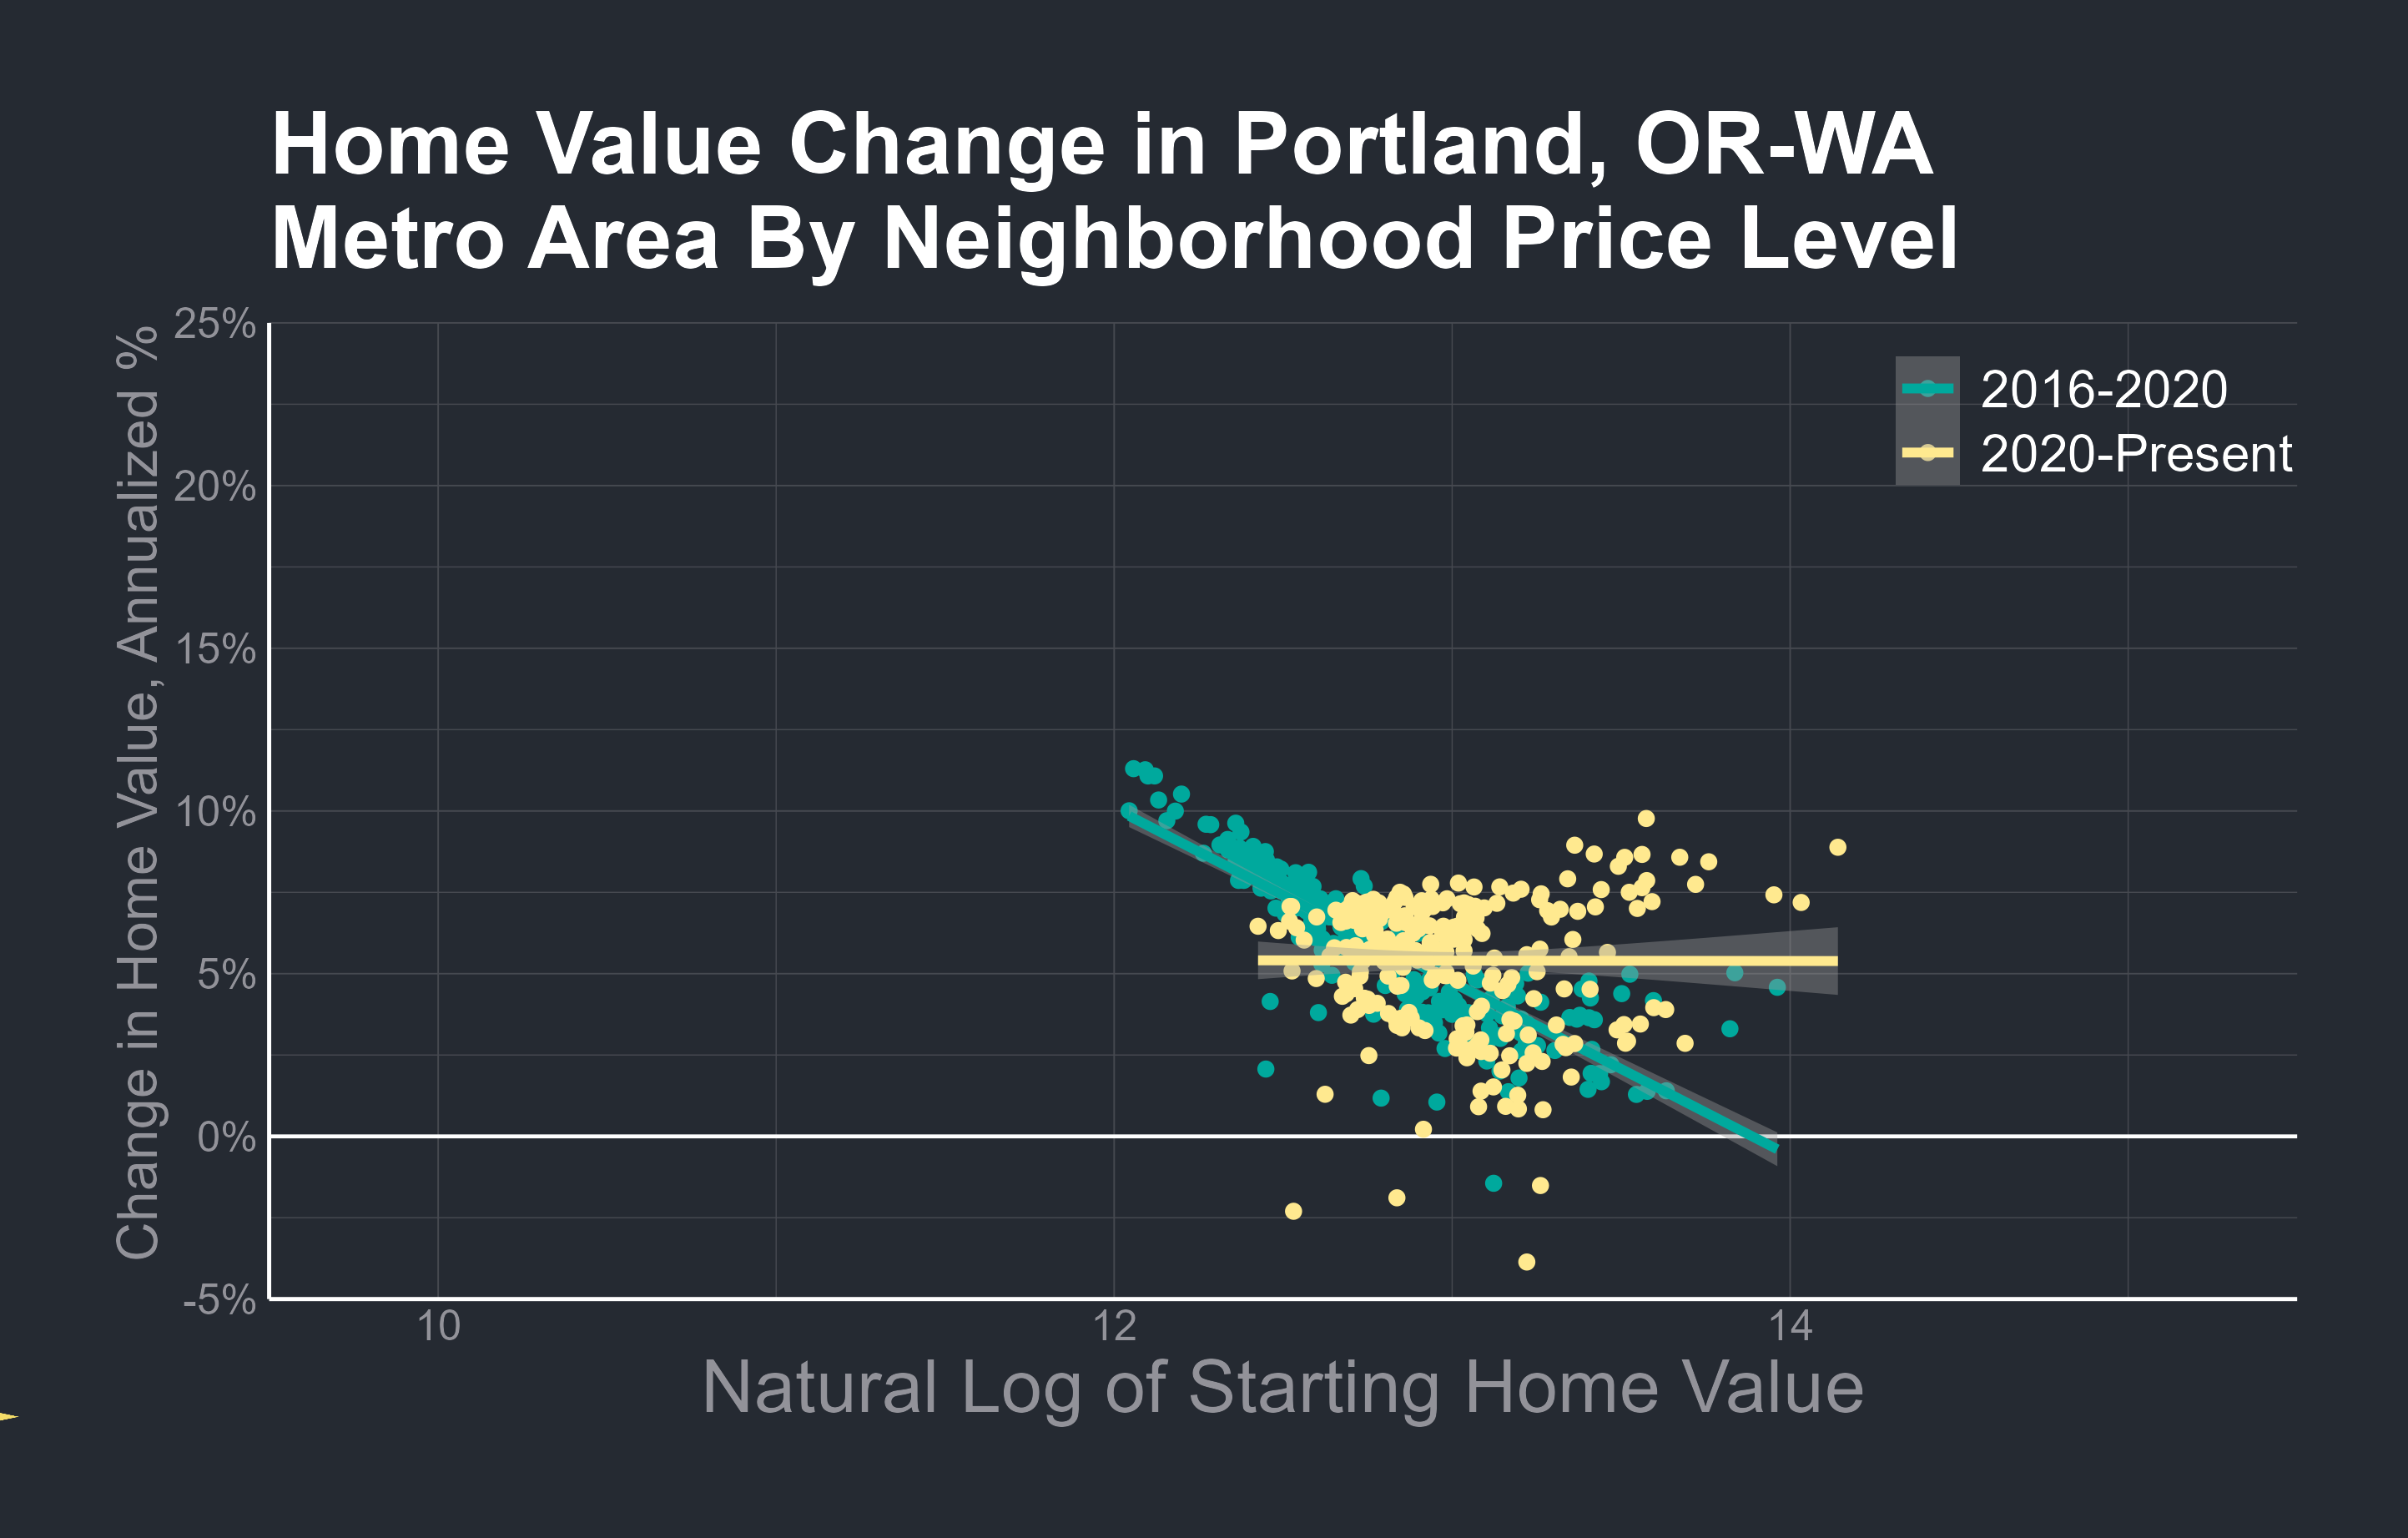 Home Value Change in Portland, OR-WA
Metro Area By Neighborhood Price Level
Change in Home Value, Annualized %
25%
20%
15%
10%
5%
0%
-5%
2016-2020
2020-Present
10
12
14
Natural Log of Starting Home Value